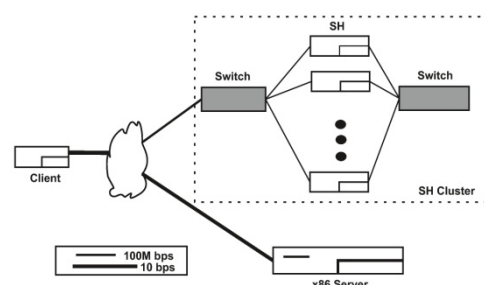 SH
Switch
Switch
Client
SH Cluster
100M bps
10 bps
x86 Server